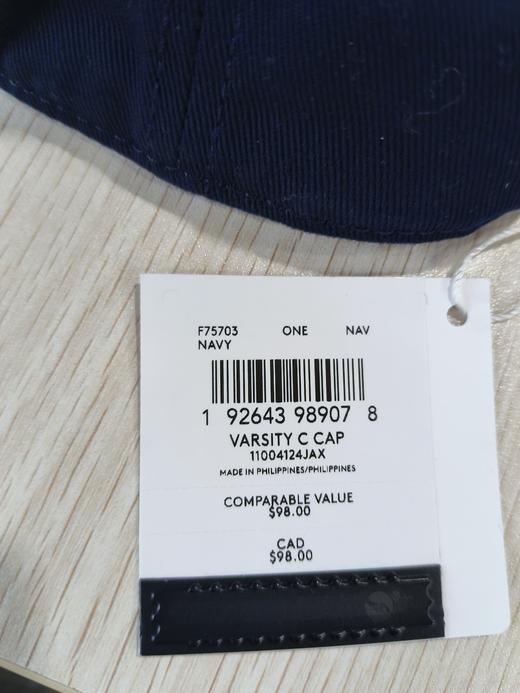 F75703 ONE NAV
NAVY
1 92643 98907 8
VARSITY C CAP
11004124JAX
MADE IN PHILIPPINES/PHILIPPINES
COMPARABLE VALUE
$98.00
CAD
$98.00